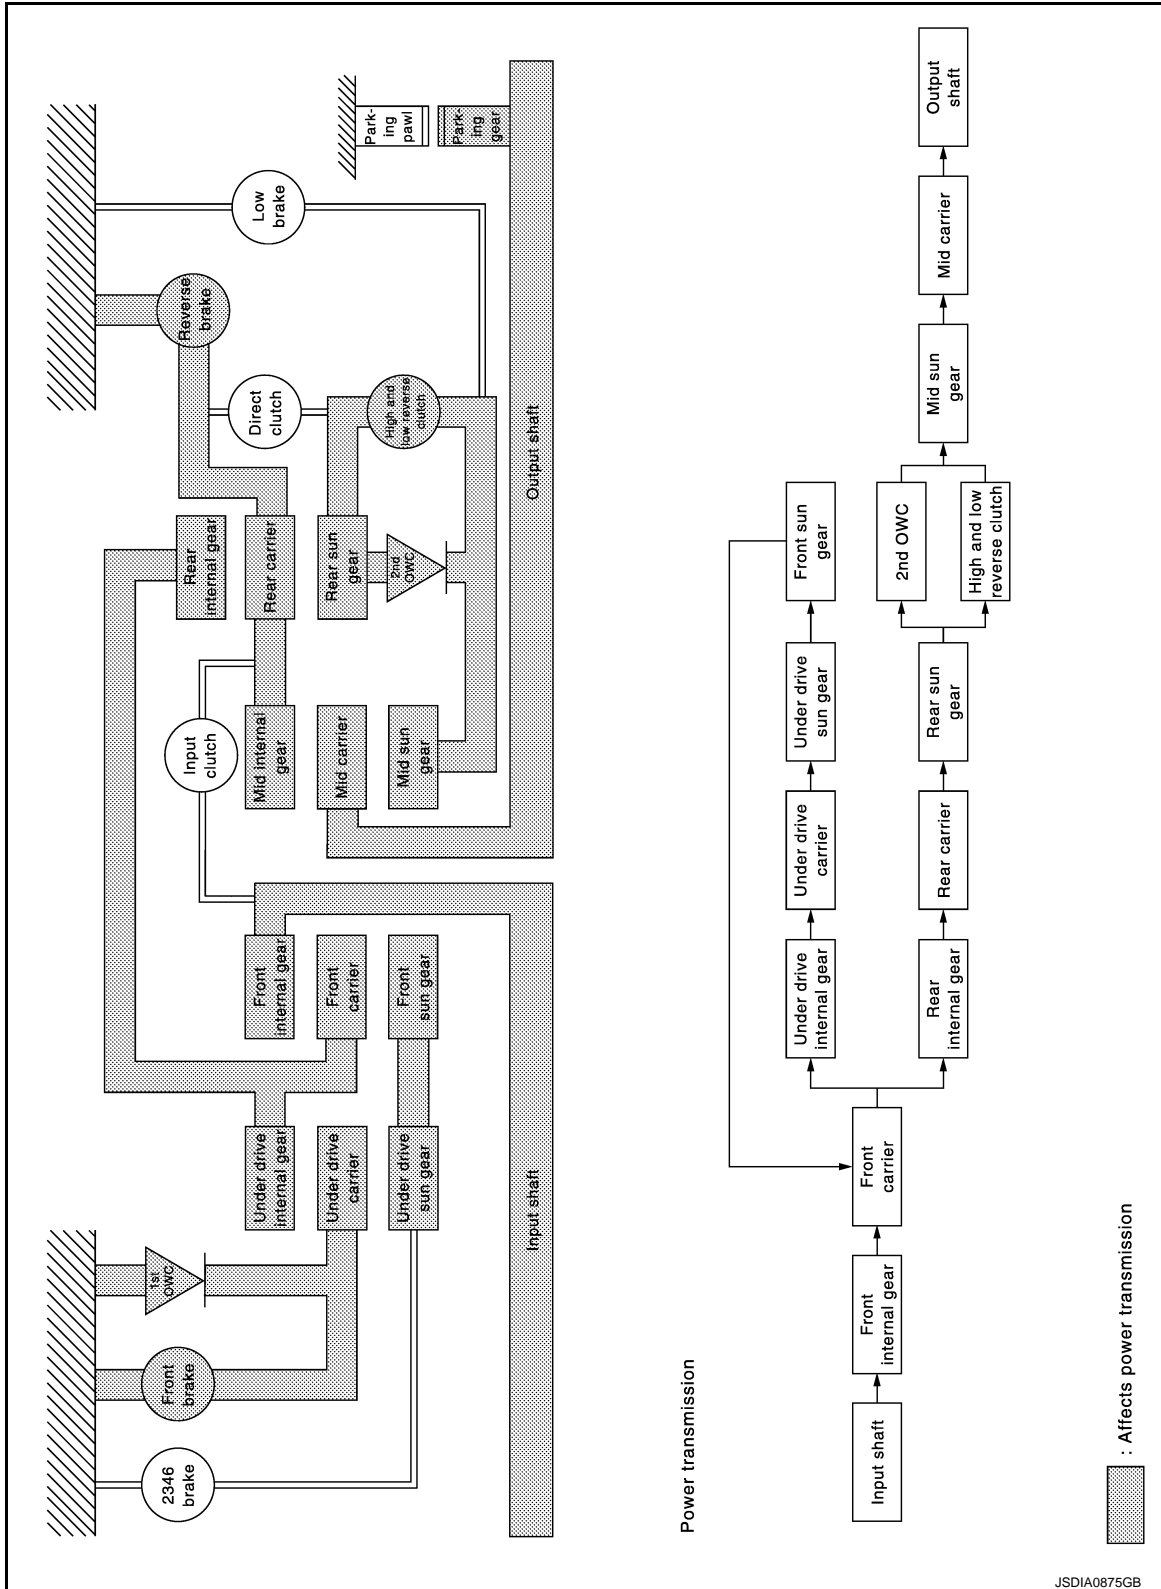 2346
brake
Front
brake
1st
OWC
Under drive
internal gear
Under drive
carrier
Under drive
sun gear
Front
internal gear
Front
carrier
Front
sun gear
Input shaft
Input
clutch
Mid internal
gear
Mid carrier
Mid sun
gear
Rear
internal gear
Rear carrier
Rear sun
gear
2nd
OWC
Direct
clutch
Reverse
brake
High and
low reverse
clutch
Low
brake
Park-
ing
pawl
Park-
ing
gear
Output shaft
Power transmission
Input shaft
Front
internal gear
Front
carrier
Under drive
internal gear
Under drive
carrier
Under drive
sun gear
Front sun
gear
Rear
internal gear
Rear carrier
Rear sun
gear
2nd OWC
High and low
reverse clutch
Mid sun
gear
Mid carrier
Output
shaft
: Affects power transmission
JSDIA0875GB